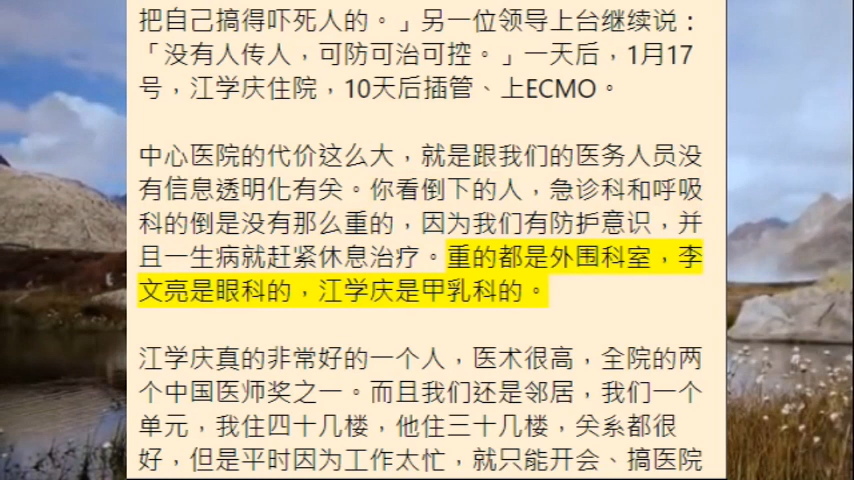 把自己搞得吓死人的。」另一位领导上台继续说：
「没有人传人，可防可治可控。」一天后，1月17
号，江学庆住院，10天后插管、上ECMO。
中心医院的代价这么大，就是跟我们的医务人员没
有信息透明化有关。你看倒下的人，急诊科和呼吸
科的倒是没有那么重的，因为我们有防护意识，并
且一生病就赶紧休息治疗。重的都是外围科室，李
文亮是眼科的，江学庆是甲乳科的。
江学庆真的非常好的一个人，医术很高，全院的两
个中国医师奖之一。而且我们还是邻居，我们一个
单元，我住四十几楼，他住三十几楼，关系都很
好，但是平时因为工作太忙，就只能开会、搞医院